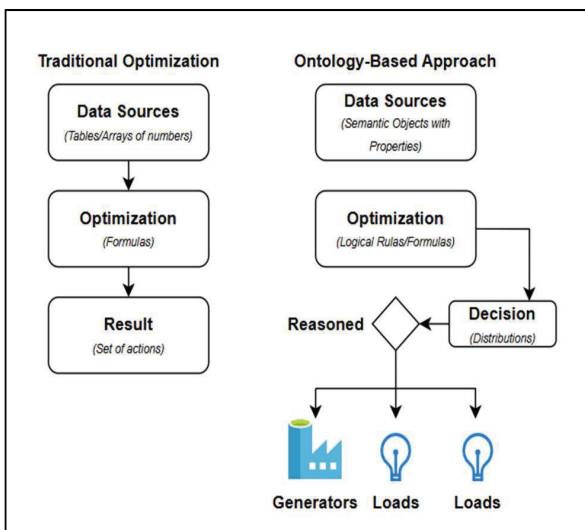 Traditional Optimization
Data Sources
(Tables/Arrays of numbers)
Optimization
(Formulas)
Result
(Set of actions)
Ontology-Based Approach
Data Sources
(Semantic Objects with
Properties)
Optimization
(Logical Rulas/Formulas)
Decision
(Distributions)
Reasoned
Generators
Loads
Loads